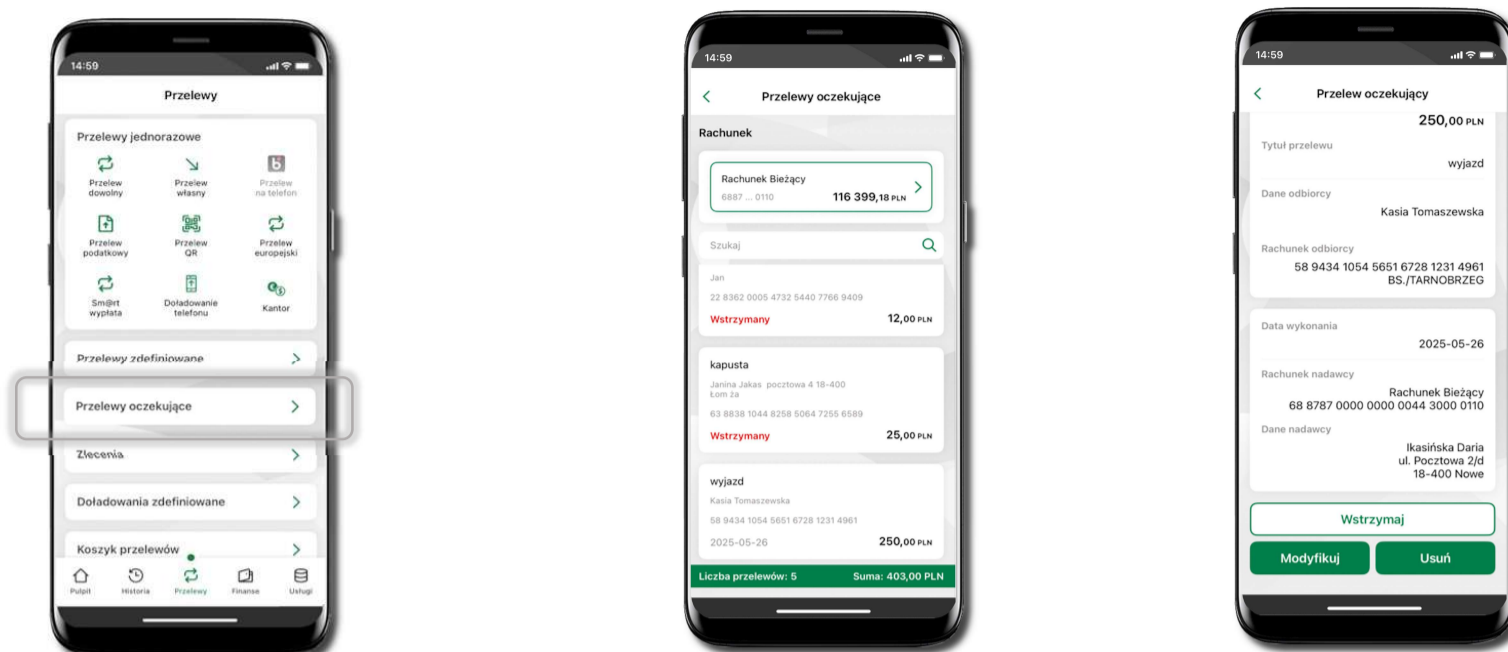 14:59
Przelewy
Przelewy jednorazowe
Przelew
dowolny
Przelew
własny
Przelew
na telefon
Przelew
podatkowy
Przelew
QR
Przelew
europejski
Sm@rt
wypłata
Doładowanie
telefonu
Kantor
Przelewy zdefiniowane
Przelewy oczekujące
Zlecenia
Doładowania zdefiniowane
Koszyk przelewów
Pulpit
Historia
Przelewy
Finanse
Usługi
14:59
Przelewy oczekujące
Rachunek
Rachunek Bieżący
6887 ... 0110 116 399,18 PLN
Szukaj
Jan
22 8362 0005 4732 5440 7766 9409
Wstrzymany 12,00 PLN
kapusta
Janina Jakas pocztowa 4 18-400
Łom ża
63 8838 1044 8258 5064 7255 6589
Wstrzymany 25,00 PLN
wyjazd
Kasia Tomaszewska
58 9434 1054 5651 6728 1231 4961
2025-05-26 250,00 PLN
Liczba przelewów: 5 Suma: 403,00 PLN
14:59
Przelew oczekujący
250,00 PLN
Tytuł przelewu
wyjazd
Dane odbiorcy
Kasia Tomaszewska
Rachunek odbiorcy
58 9434 1054 5651 6728 1231 4961
BS./TARNOBRZEG
Data wykonania
2025-05-26
Rachunek nadawcy
Rachunek Bieżący
68 8787 0000 0000 0044 3000 0110
Dane nadawcy
Ikasińska Daria
ul. Pocztowa 2/d
18-400 Nowe
Wstrzymaj
Modyfikuj
Usuń